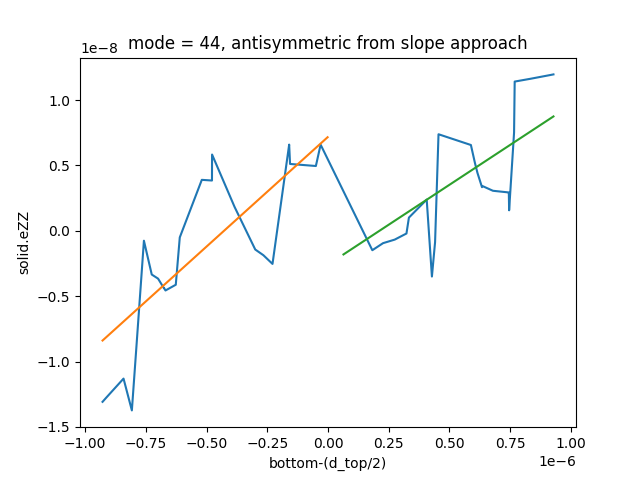 mode = 44, antisymmetric from slope approach
1e−8
1.0
0.5
0.0
−0.5
−1.0
−1.5
solid.eZZ
−1.00 −0.75 −0.50 −0.25 0.00 0.25 0.50 0.75 1.00
bottom-(d_top/2)
1e−6